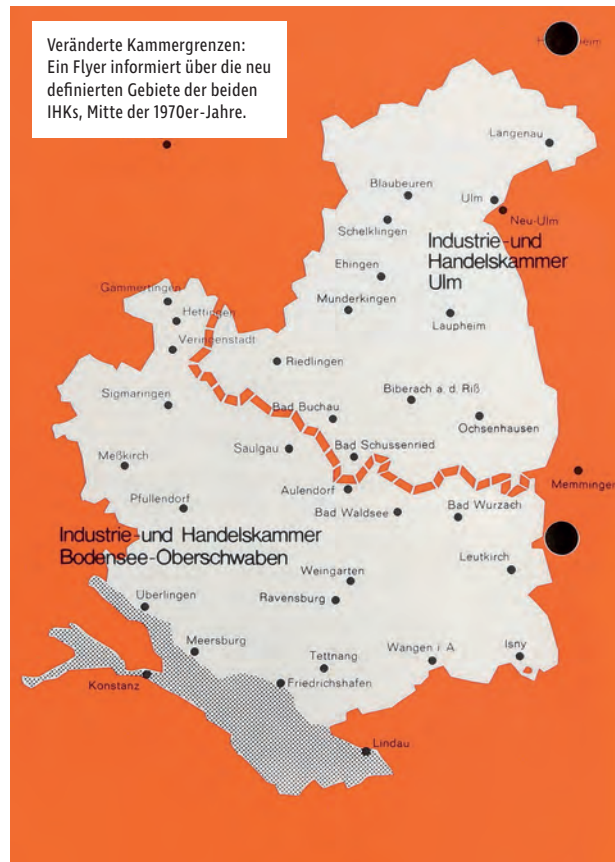 Veränderte Kammergrenzen:
Ein Flyer informiert über die neu
definierten Gebiete der beiden
IHKs, Mitte der 1970er-Jahre.
Langenau
Blaubeuren
Ulm
Neu-Ulm
Schelklingen
Industrie-und
Handelskammer
Ulm
Ehingen
Gammertingen
Munderkingen
Hettingen
Laupheim
Veringenstadt
Riedlingen
Sigmaringen
Biberach a. d. Riß
Bad Buchau
Ochsenhausen
Saulgau
Bad Schussenried
Meßkirch
Memmingen
Aulendorf
Pfullendorf
Bad Waldsee
Bad Wurzach
Industrie-und Handelskammer
Bodensee-Oberschwaben
Leutkirch
Weingarten
Ravensburg
Überlingen
Meersburg
Wangen i. A.
Isny
Tettnang
Konstanz
Friedrichshafen
Lindau